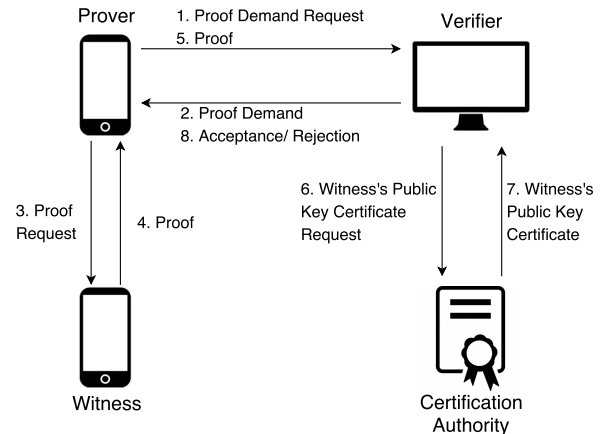 Prover
1. Proof Demand Request
5. Proof
Verifier
2. Proof Demand
8. Acceptance/ Rejection
3. Proof
Request
4. Proof
6. Witness's Public
Key Certificate
Request
7. Witness's
Public Key
Certificate
Witness
Certification
Authority